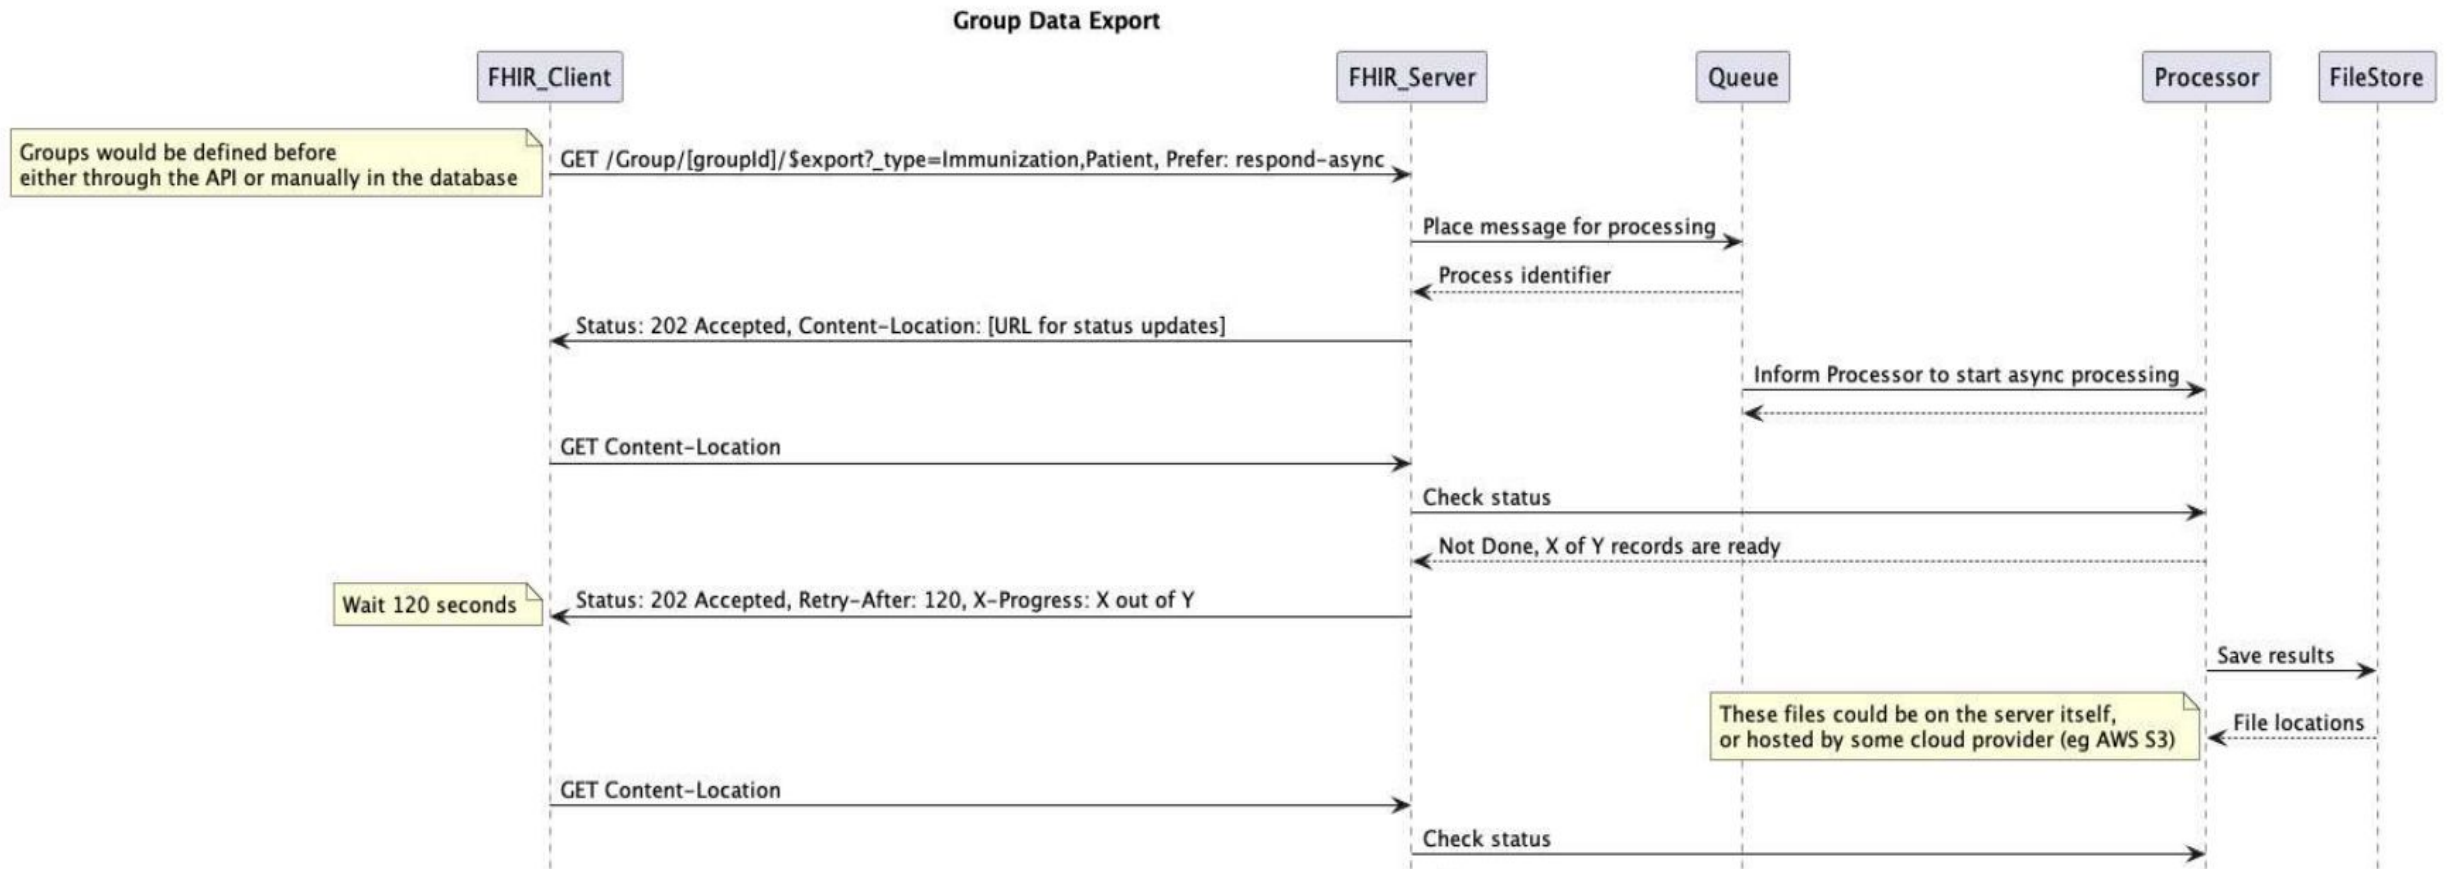 Group Data Export
FHIR_Client
FHIR_Server
Queue
Processor
FileStore
Groups would be defined before
either through the API or manually in the database
GET /Group/[groupId]/$export?_type=Immunization,Patient, Prefer: respond-async
Place message for processing
Process identifier
Status: 202 Accepted, Content-Location: [URL for status updates]
Inform Processor to start async processing
GET Content-Location
Check status
Not Done, X of Y records are ready
Wait 120 seconds
Status: 202 Accepted, Retry-After: 120, X-Progress: X out of Y
Save results
These files could be on the server itself,
or hosted by some cloud provider (eg AWS S3)
File locations
GET Content-Location
Check status